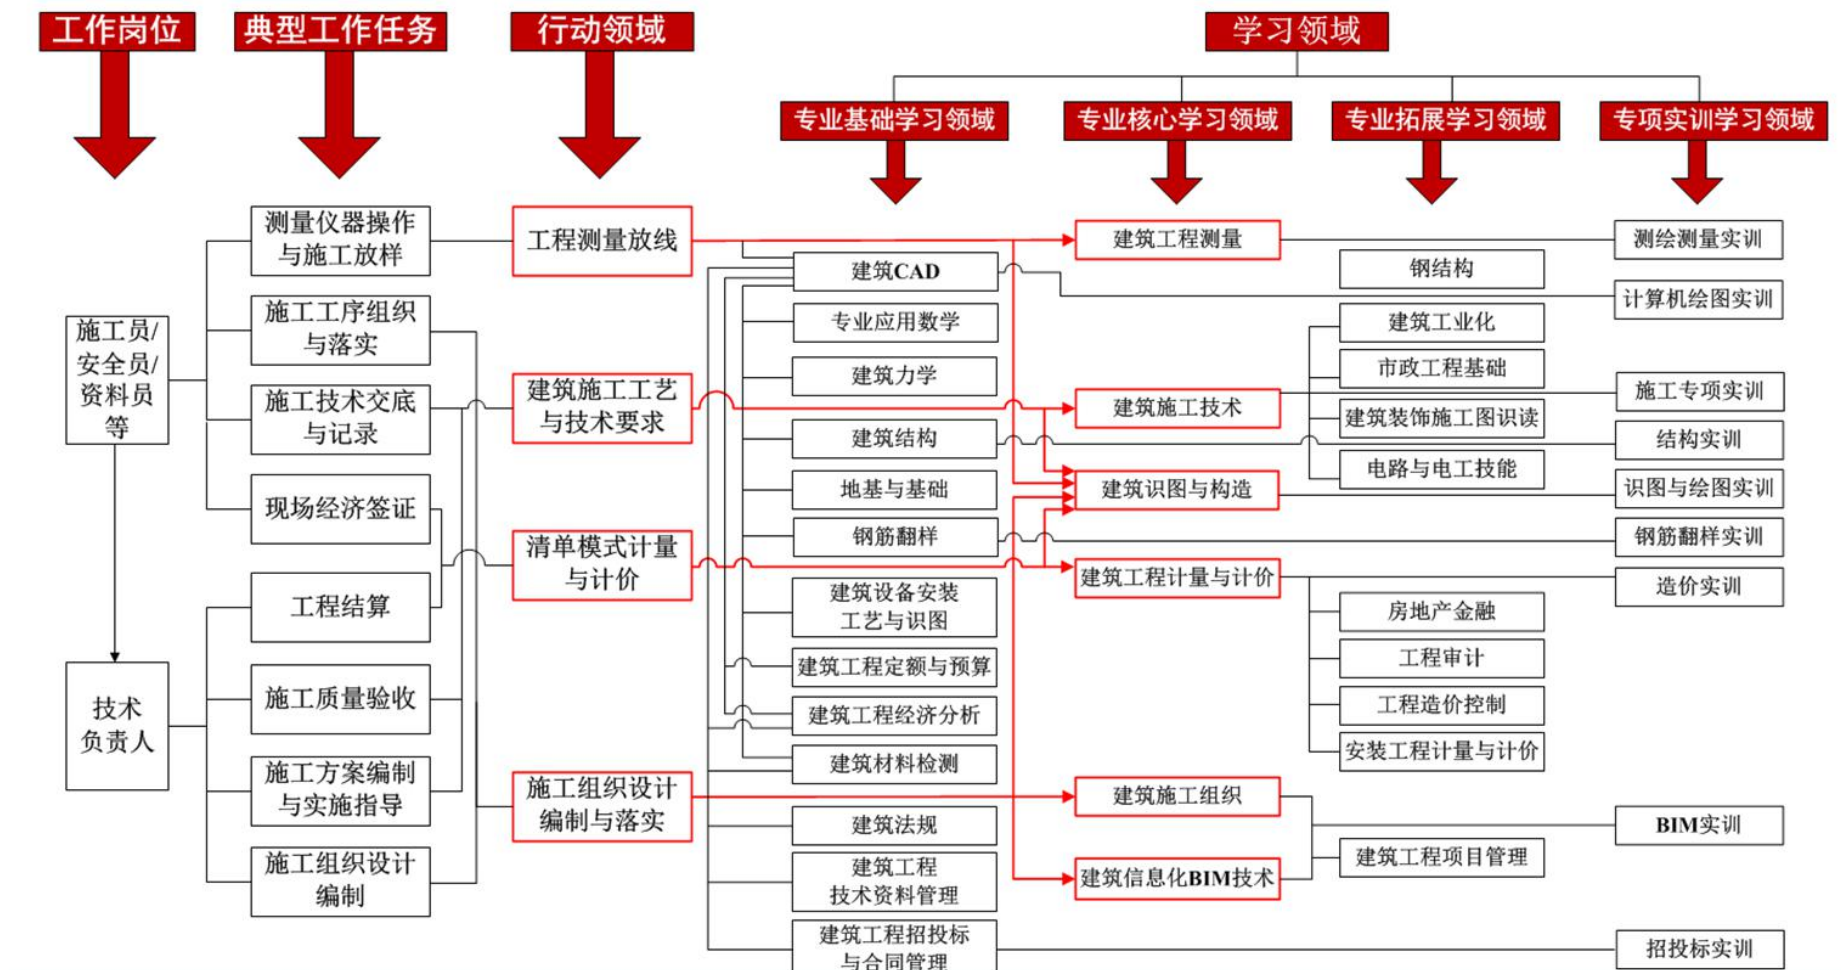 工作岗位
典型工作任务
行动领域
学习领域
专业基础学习领域
专业核心学习领域
专业拓展学习领域
专项实训学习领域
施工员/
安全员/
资料员
等
技术
负责人
测量仪器操作
与施工放样
施工工序组织
与落实
施工技术交底
与记录
现场经济签证
工程结算
施工质量验收
施工方案编制
与实施指导
施工组织设计
编制
工程测量放线
建筑施工工艺
与技术要求
清单模式计量
与计价
施工组织设计
编制与落实
建筑CAD
专业应用数学
建筑力学
建筑结构
地基与基础
钢筋翻样
建筑设备安装
工艺与识图
建筑工程定额与预算
建筑工程经济分析
建筑材料检测
建筑法规
建筑工程
技术资料管理
建筑工程招投标
与合同管理
建筑工程测量
建筑施工技术
建筑识图与构造
建筑工程计量与计价
建筑施工组织
建筑信息化BIM技术
钢结构
建筑工业化
市政工程基础
建筑装饰施工图识读
电路与电工技能
房地产金融
工程审计
工程造价控制
安装工程计量与计价
建筑工程项目管理
测绘测量实训
计算机绘图实训
施工专项实训
结构实训
识图与绘图实训
钢筋翻样实训
造价实训
BIM实训
招投标实训